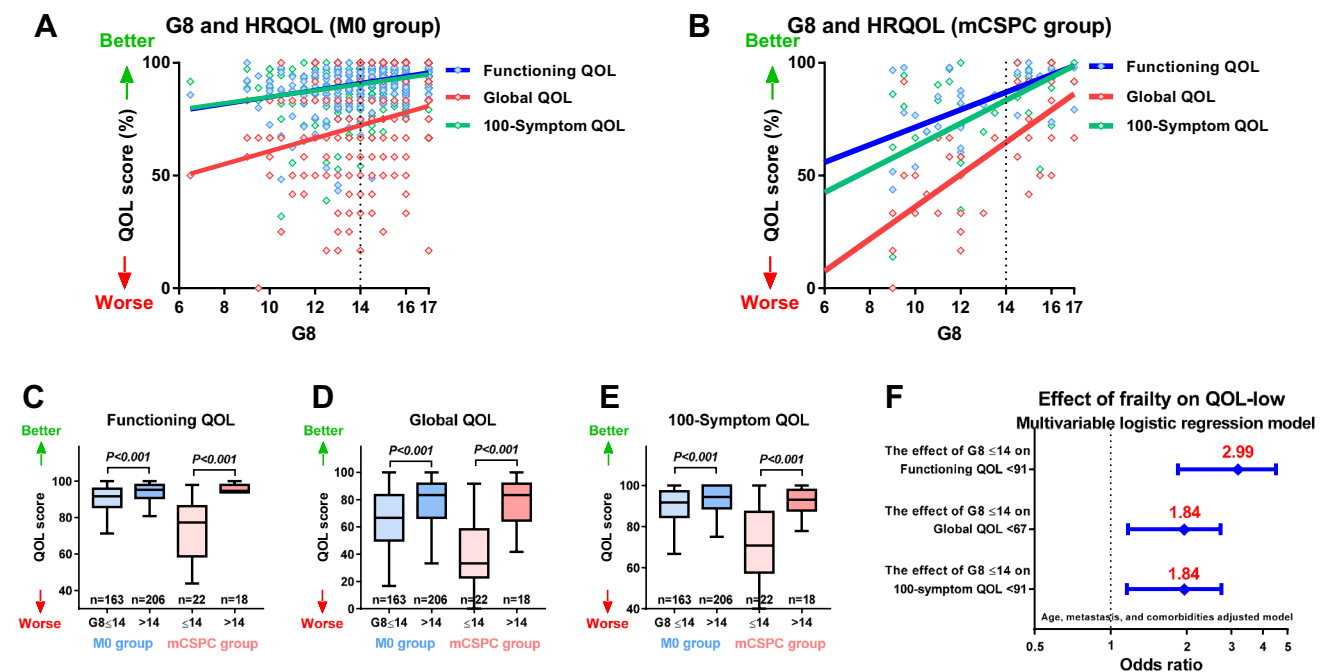 A
G8 and HRQOL (M0 group)
Better
QOL score (%)
Worse
100
50
0
6 8 10 12 14 16 17
G8
Functioning QOL
Global QOL
100-Symptom QOL
B
G8 and HRQOL (mCSPC group)
Better
QOL score (%)
Worse
100
50
0
6 8 10 12 14 16 17
G8
Functioning QOL
Global QOL
100-Symptom QOL
C
Functioning QOL
Better
QOL score
Worse
100
80
60
40
P<0.001
P<0.001
n=163 n=206 n=22 n=18
G8≤14 >14 ≤14 >14
M0 group mCSPC group
D
Global QOL
Better
QOL score
Worse
100
80
60
40
20
0
P<0.001
P<0.001
n=163 n=206 n=22 n=18
G8≤14 >14 ≤14 >14
M0 group mCSPC group
E
100-Symptom QOL
Better
QOL score
Worse
100
80
60
40
P<0.001
P<0.001
n=163 n=206 n=22 n=18
G8 ≤14 >14 ≤14 >14
M0 group mCSPC group
F
Effect of frailty on QOL-low
Multivariable logistic regression model
The effect of G8 ≤14 on
Functioning QOL <91
2.99
The effect of G8 ≤14 on
Global QOL <67
1.84
The effect of G8 ≤14 on
100-symptom QOL <91
1.84
Age, metastasis, and comorbidities adjusted model
0.5 1 2 3 4 5
Odds ratio